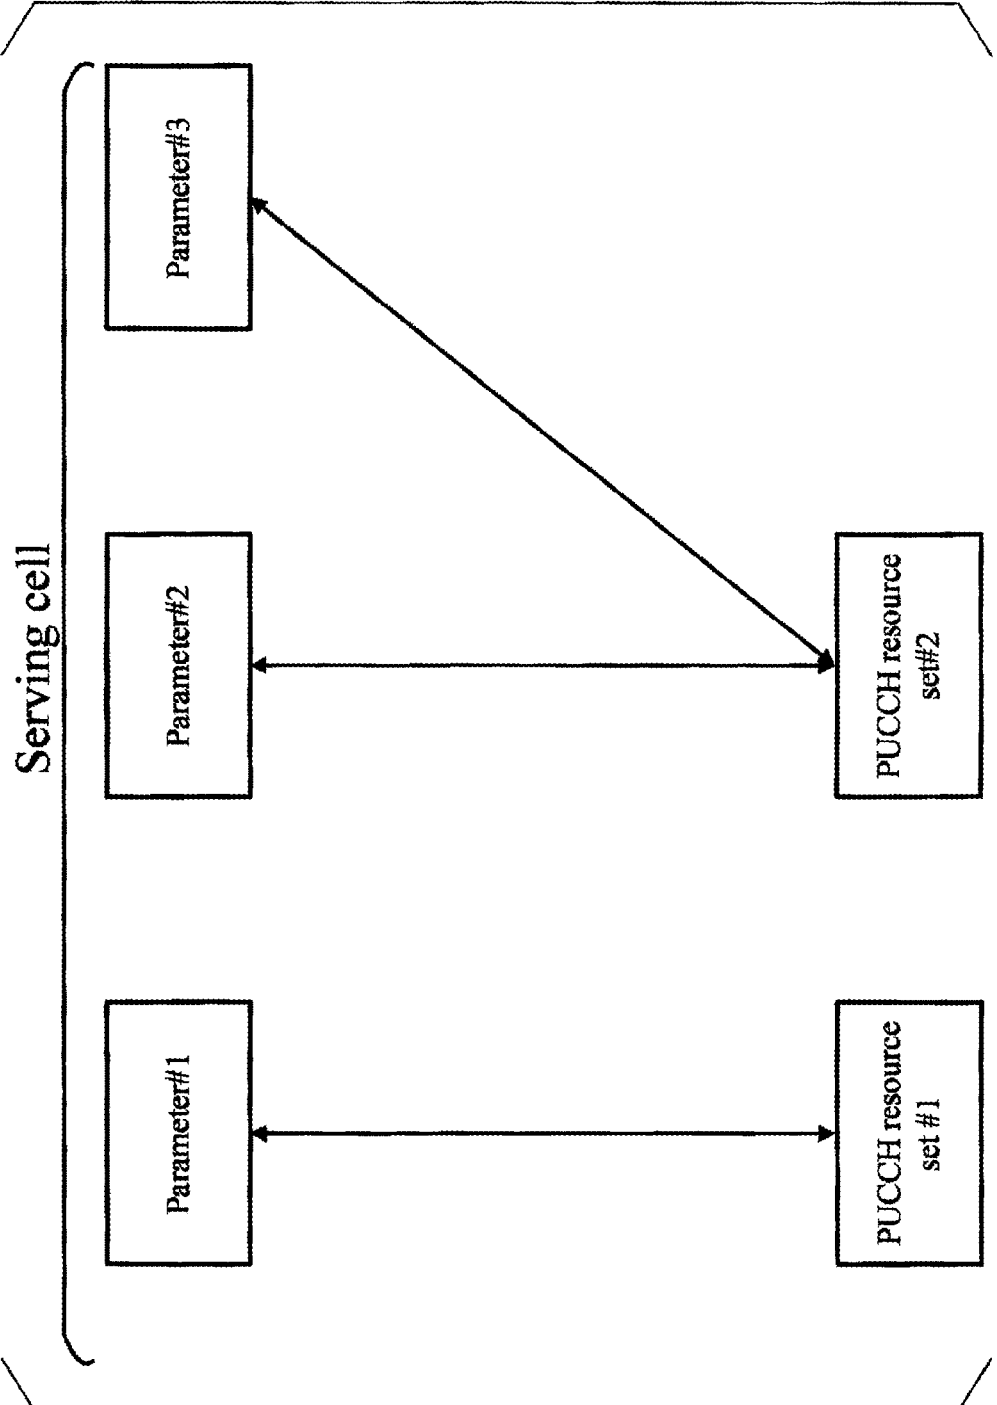 Serving cell
Parameter#1
Parameter#2
Parameter#3
PUCCH resource
set #1
PUCCH resource
set#2